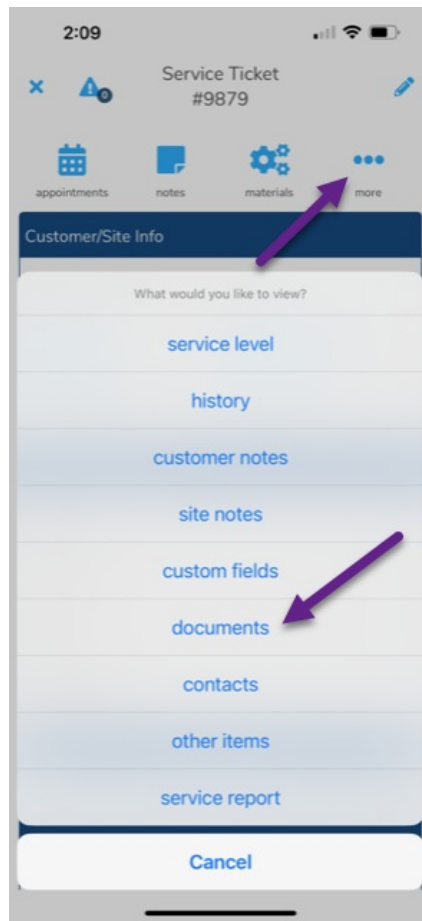 2:09
Service Ticket
#9879
0
appointments
notes
materials
more
Customer/Site Info
What would you like to view?
service level
history
customer notes
site notes
custom fields
documents
contacts
other items
service report
Cancel